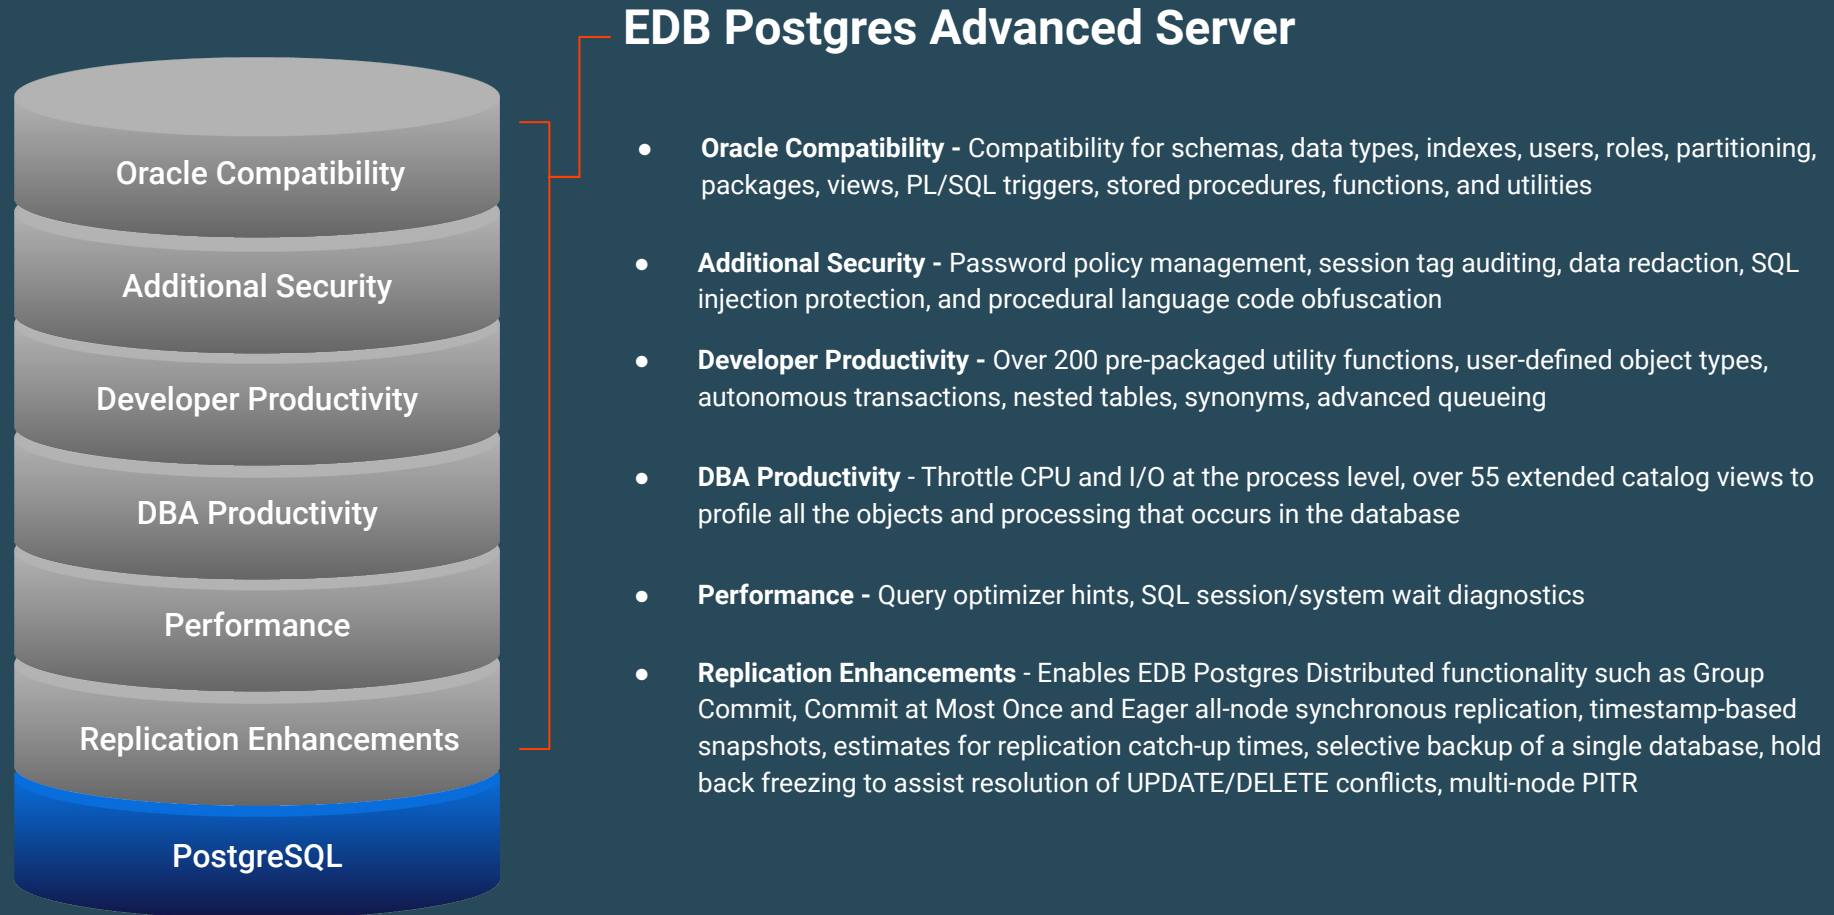 EDB Postgres Advanced Server
Oracle Compatibility
Additional Security
Developer Productivity
DBA Productivity
Performance
Replication Enhancements
PostgreSQL
● Oracle Compatibility - Compatibility for schemas, data types, indexes, users, roles, partitioning,
packages, views, PL/SQL triggers, stored procedures, functions, and utilities
● Additional Security - Password policy management, session tag auditing, data redaction, SQL
injection protection, and procedural language code obfuscation
● Developer Productivity - Over 200 pre-packaged utility functions, user-defined object types,
autonomous transactions, nested tables, synonyms, advanced queueing
● DBA Productivity - Throttle CPU and I/O at the process level, over 55 extended catalog views to
profile all the objects and processing that occurs in the database
● Performance - Query optimizer hints, SQL session/system wait diagnostics
● Replication Enhancements - Enables EDB Postgres Distributed functionality such as Group
Commit, Commit at Most Once and Eager all-node synchronous replication, timestamp-based
snapshots, estimates for replication catch-up times, selective backup of a single database, hold
back freezing to assist resolution of UPDATE/DELETE conflicts, multi-node PITR